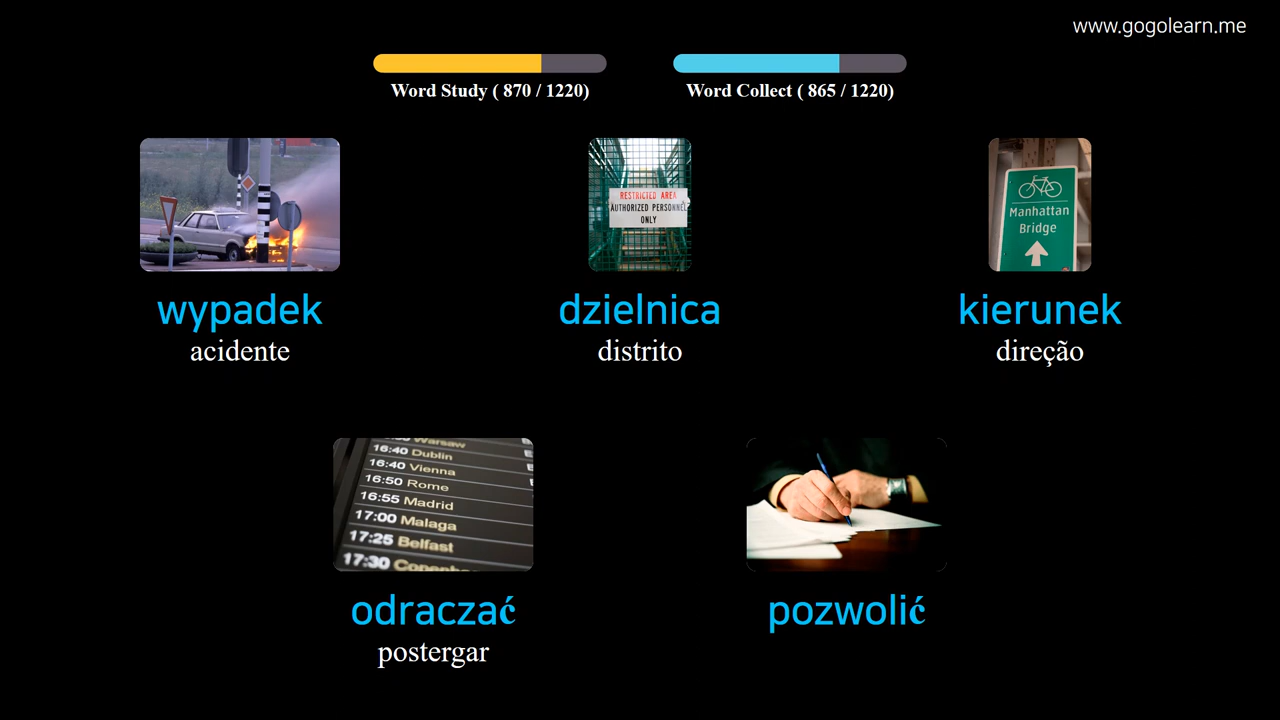 www.gogolearn.me
Word Study ( 870 / 1220)
Word Collect ( 865 / 1220)
RESTRICTED AREA
AUTHORIZED PERSONNEL
ONLY
Manhattan
Bridge
wypadek
acidente
dzielnica
distrito
kierunek
direção
Warsaw
16:40 Dublin
16:40 Vienna
16:50 Rome
16:55 Madrid
17:00 Malaga
17:25 Belfast
17:30
odraczać
postergar
pozwolić